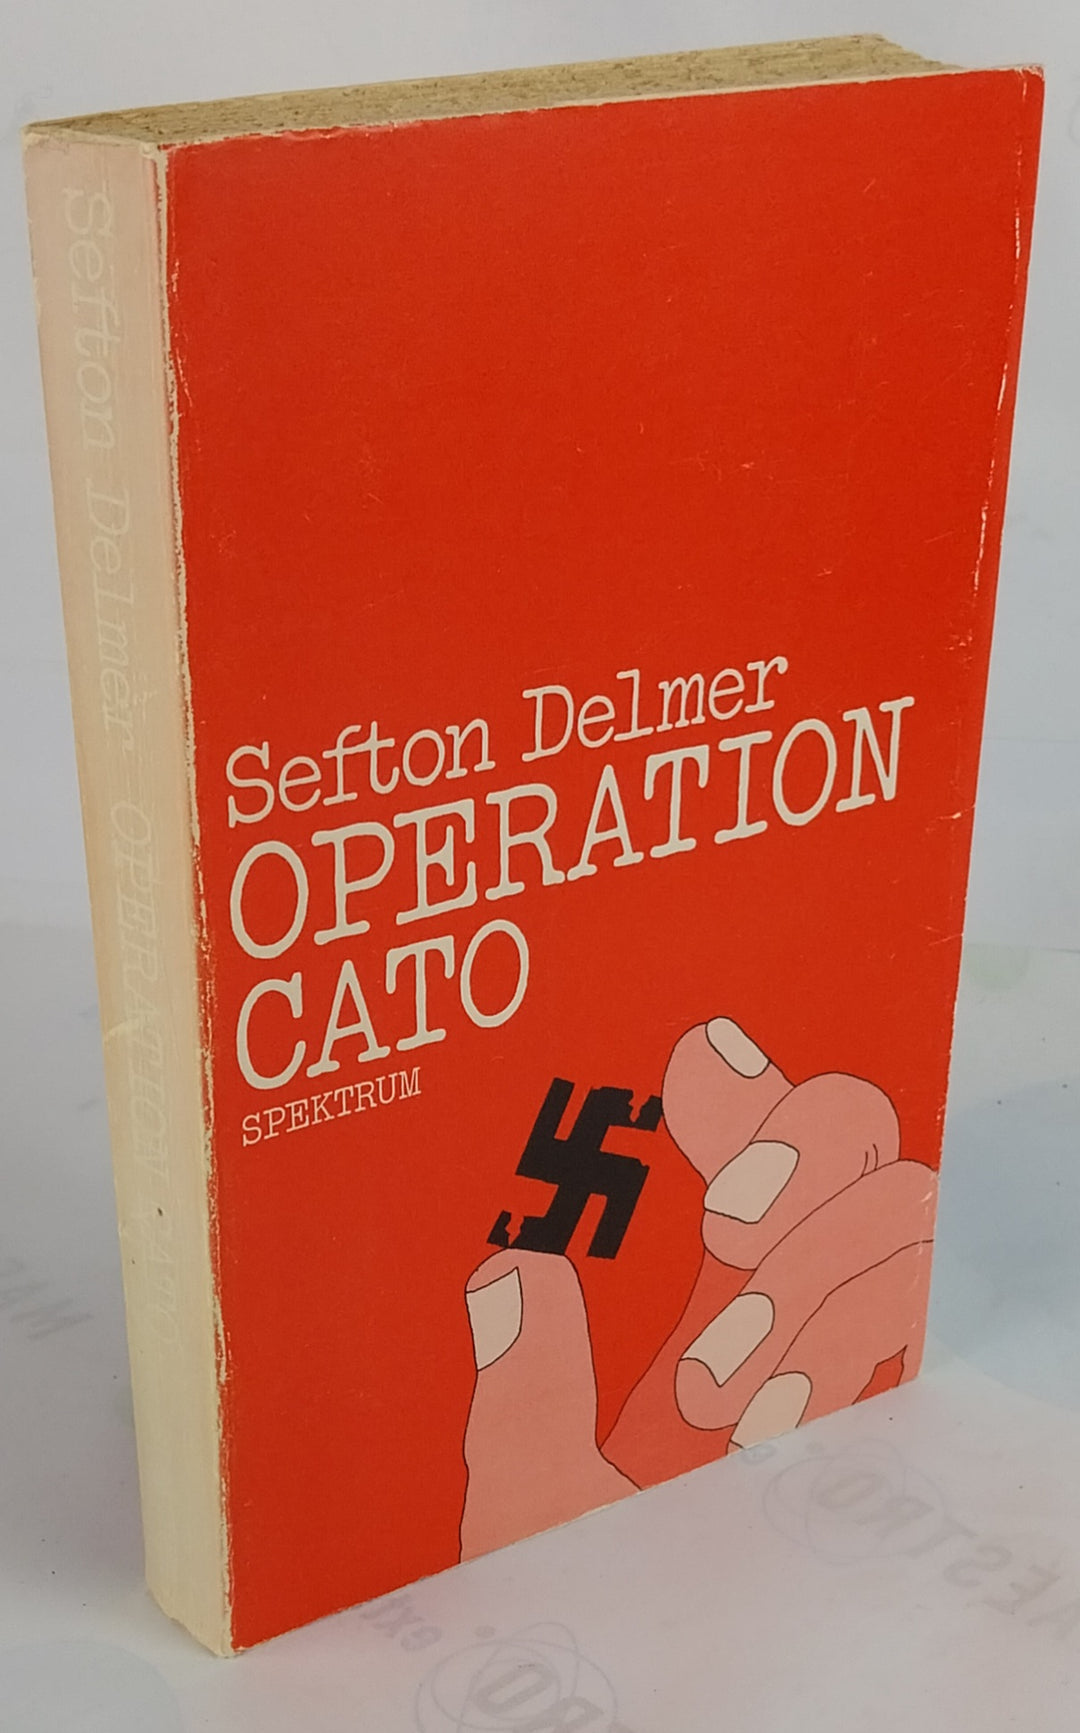 Sefton Delmer
OPERATION
CATO
SPEKTRUM
Sefton Delmer OPERATION CATO